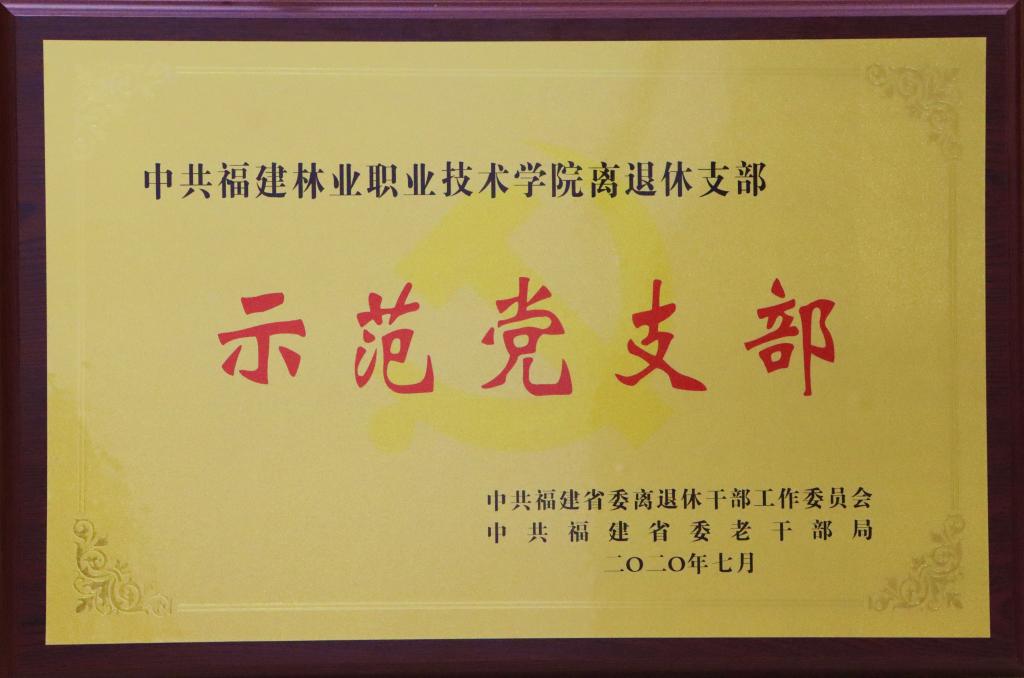 中共福建林业职业技术学院离退休支部
示范党支部
中共福建省委离退休干部工作委员会
中共福建省委老干部局
二〇二〇年七月